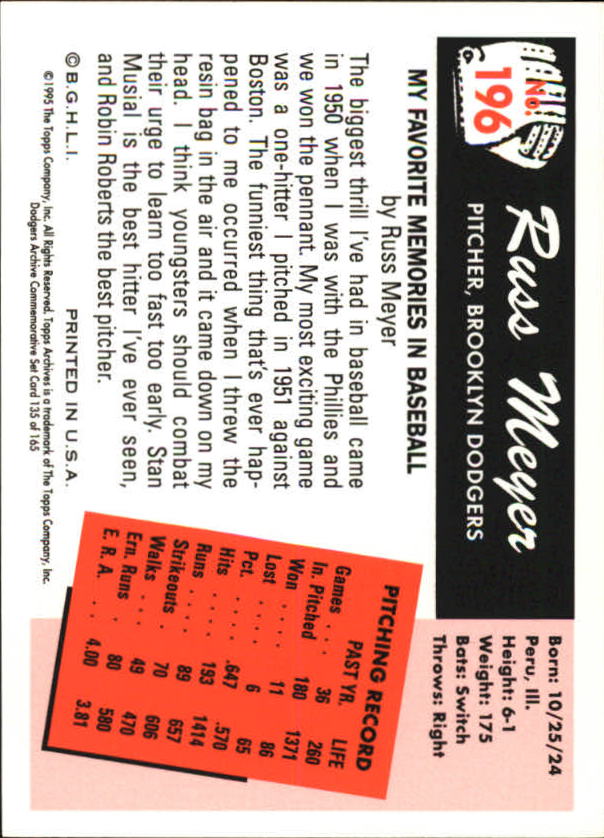 No.
196
Russ Meyer
PITCHER, BROOKLYN DODGERS
Born: 10/25/24
Peru, Ill.
Height: 6-1
Weight: 175
Bats: Switch
Throws: Right
MY FAVORITE MEMORIES IN BASEBALL
by Russ Meyer
The biggest thrill I've had in baseball came
in 1950 when I was with the Phillies and
we won the pennant. My most exciting game
was a one-hitter I pitched in 1951 against
Boston. The funniest thing that's ever hap-
pened to me occurred when I threw the
resin bag in the air and it came down on my
head. I think youngsters should combat
their urge to learn too fast too early. Stan
Musial is the best hitter I've ever seen,
and Robin Roberts the best pitcher.
PITCHING RECORD
PAST YR. LIFE
Games . . . 36 260
In. Pitched 180 1371
Won . . . . . 11 86
Lost . . . . . 6 65
Pct. . . . . .647 .570
Hits . . . . 193 1414
Runs . . . . 89 657
Strikeouts . 70 606
Walks . . . 49 470
Ern. Runs . 80 580
E. R. A. . . 4.00 3.81
© B.G.H.L.I. PRINTED IN U.S.A.
©1995 The Topps Company, Inc. All Rights Reserved. Topps Archives is a trademark of The Topps Company, Inc.
Dodgers Archive Commemorative Set Card 135 of 165